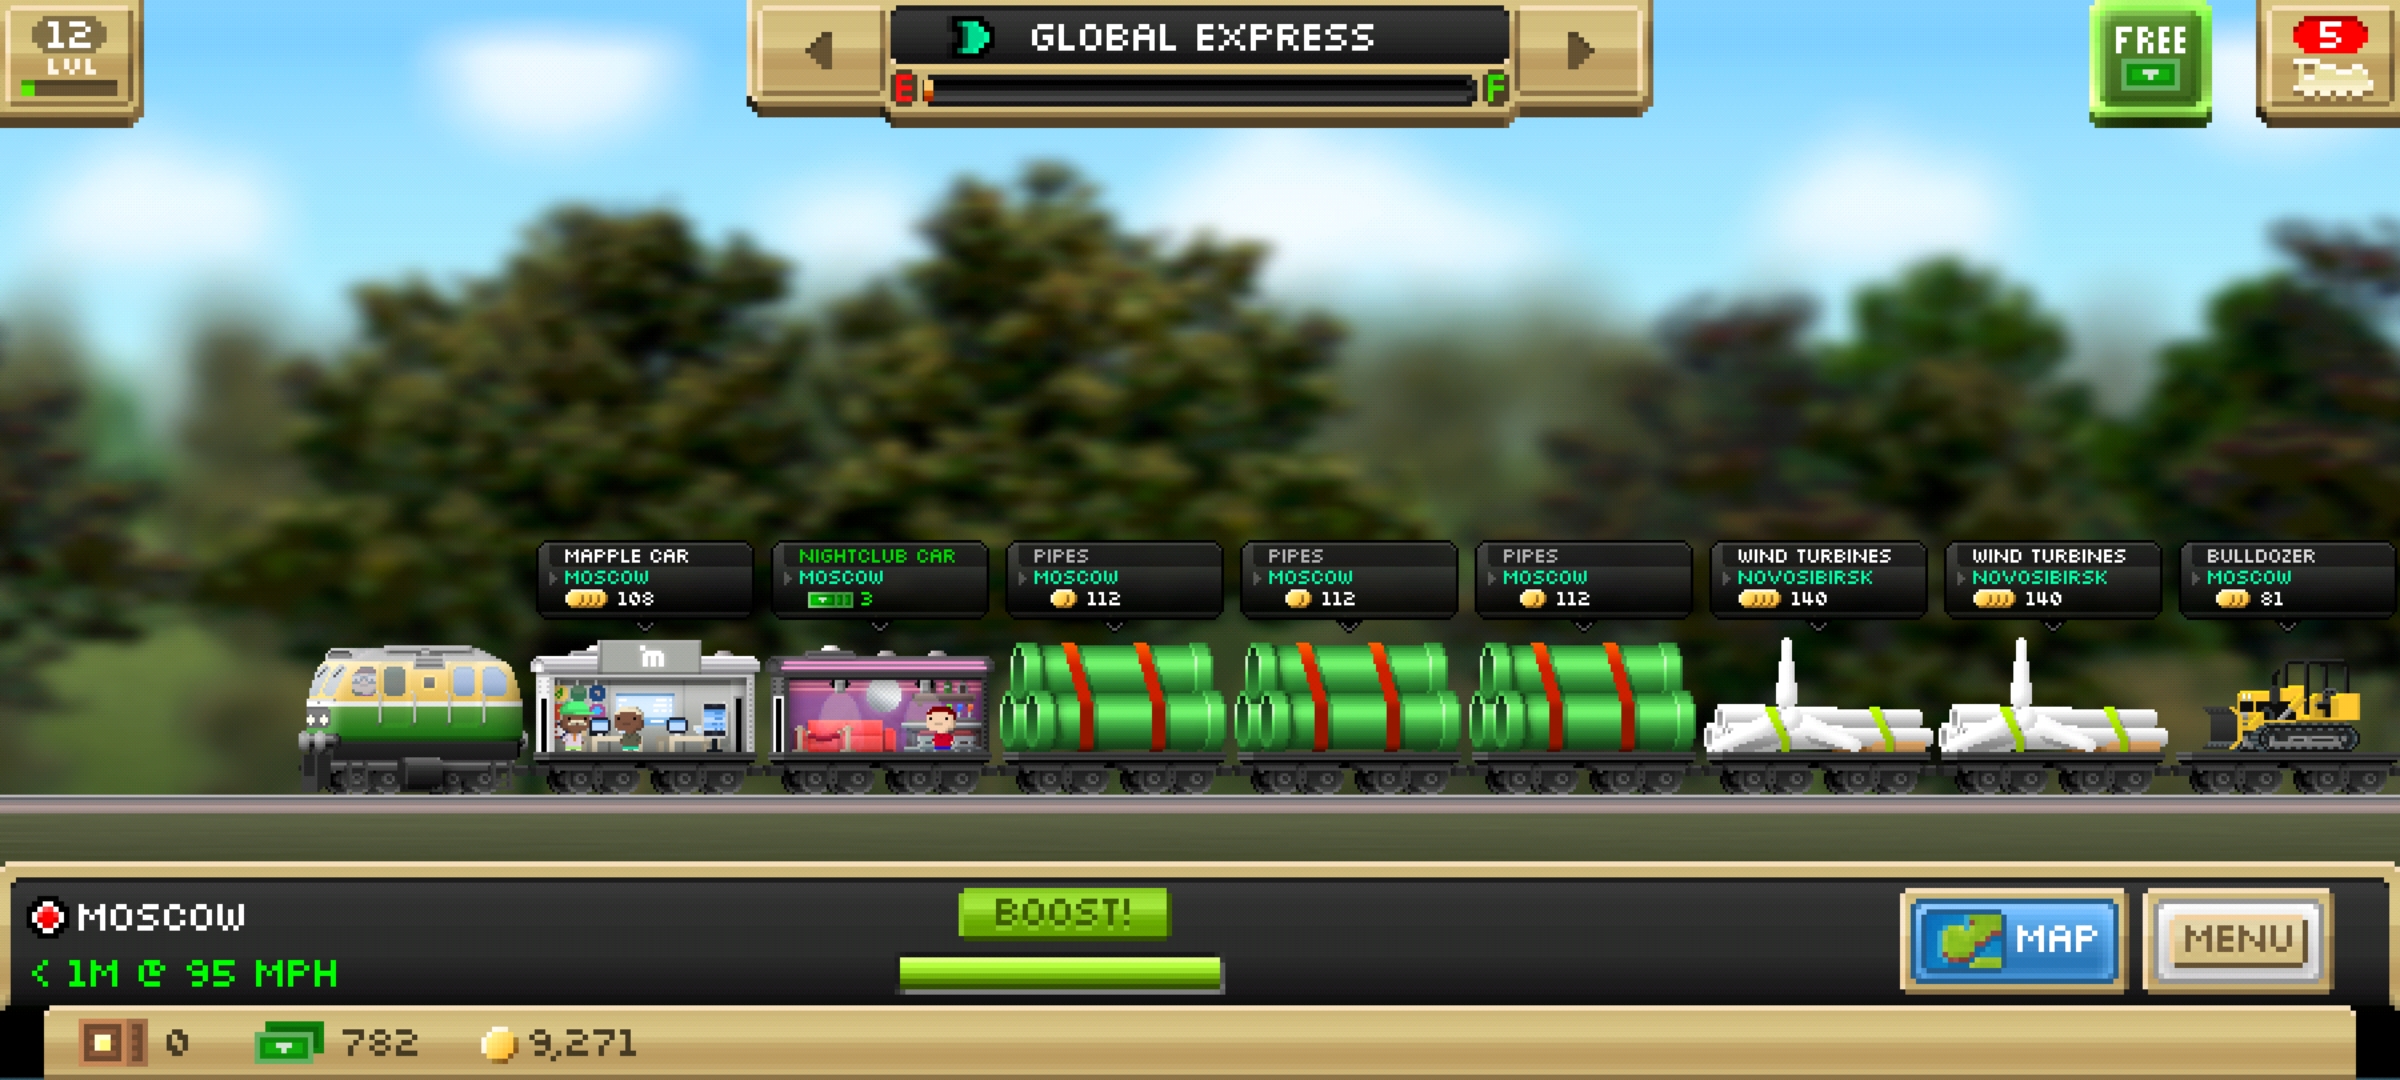 12
LVL
GLOBAL EXPRESS
E
F
FREE
5
MAPPLE CAR
MOSCOW
108
NIGHTCLUB CAR
MOSCOW
3
PIPES
MOSCOW
112
PIPES
MOSCOW
112
PIPES
MOSCOW
112
WIND TURBINES
NOVOSIBIRSK
140
WIND TURBINES
NOVOSIBIRSK
140
BULLDOZER
MOSCOW
81
m
MOSCOW
< 1M @ 95 MPH
BOOST!
MAP
MENU
0
782
9,271